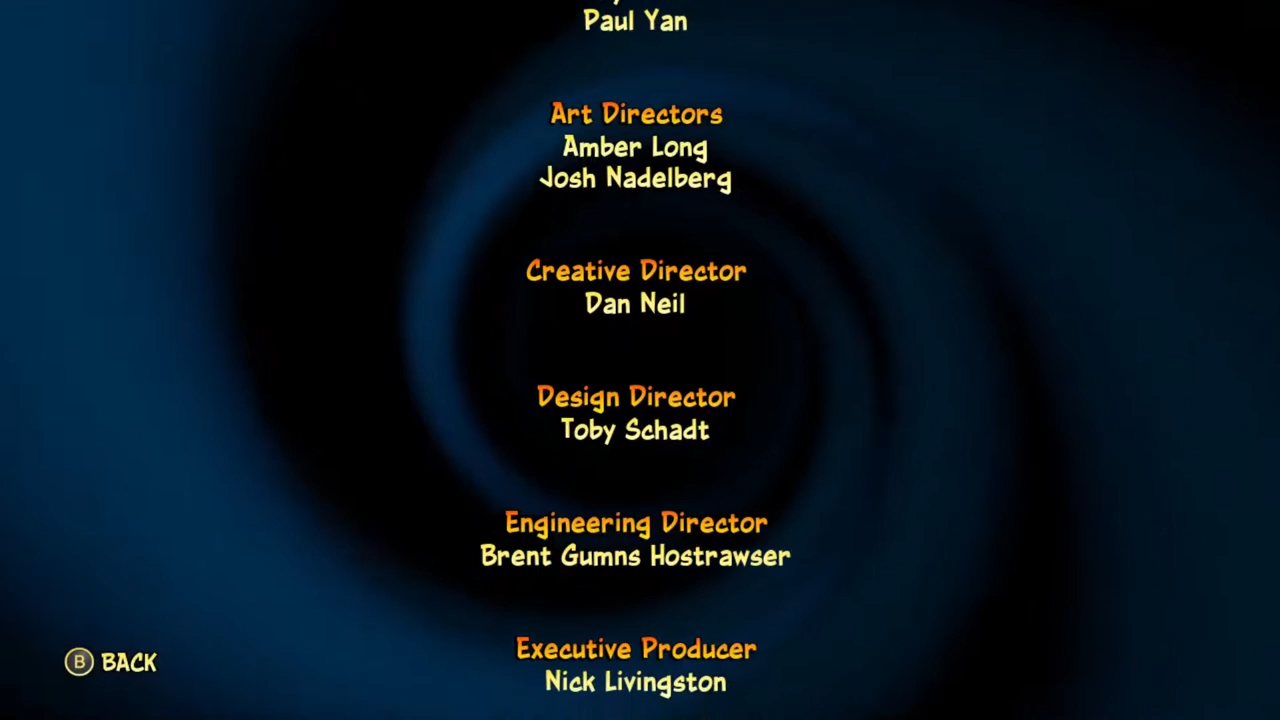 Paul Yan
Art Directors
Amber Long
Josh Nadelberg
Creative Director
Dan Neil
Design Director
Toby Schadt
Engineering Director
Brent Gumns Hostrawser
Executive Producer
Nick Livingston
B BACK